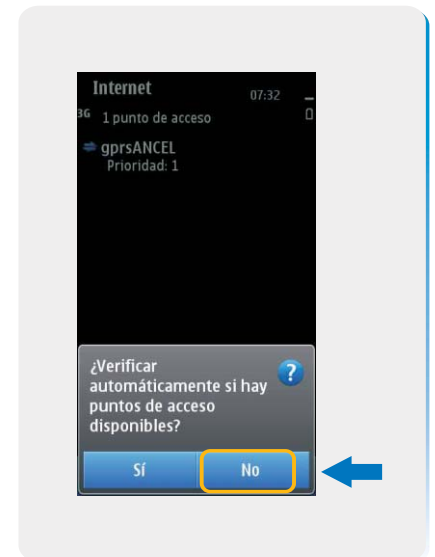 Internet
07:32
3G 1 punto de acceso
gprsANCEL
Prioridad: 1
¿Verificar
automáticamente si hay
puntos de acceso
disponibles?
?
Sí
No